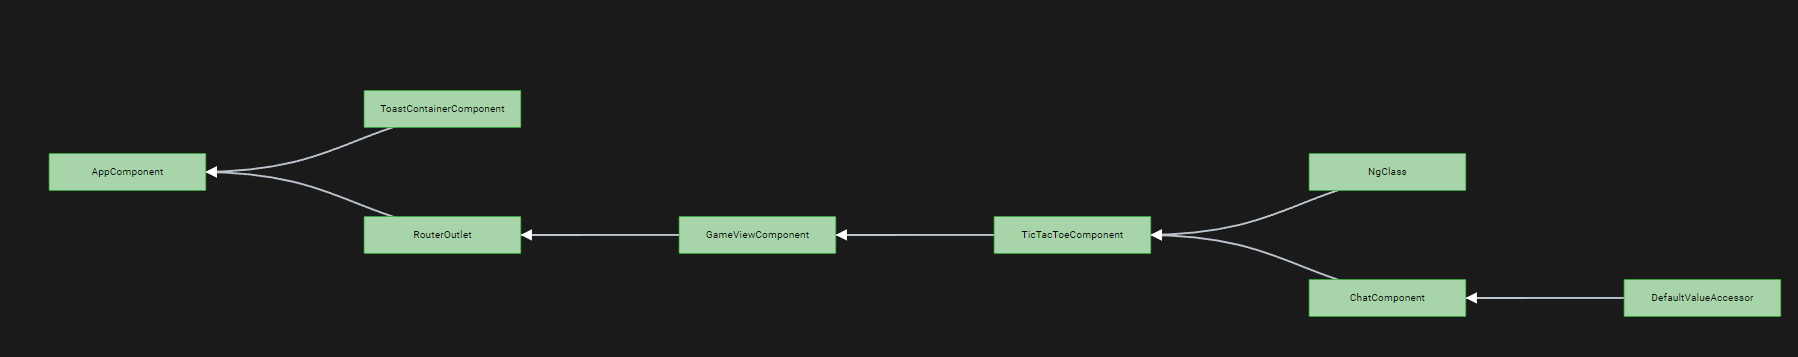 ToastContainerComponent
AppComponent
NgClass
RouterOutlet
GameViewComponent
TicTacToeComponent
ChatComponent
DefaultValueAccessor